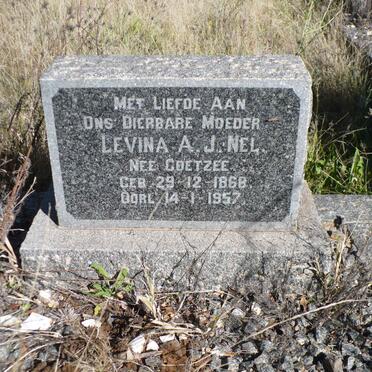 MET LIEFDE AAN
ONS DIERBARE MOEDER
LEVINA A.J. NEL.
NEE COETZEE.
GEB. 29-12-1868
OORL. 14-1-1957.